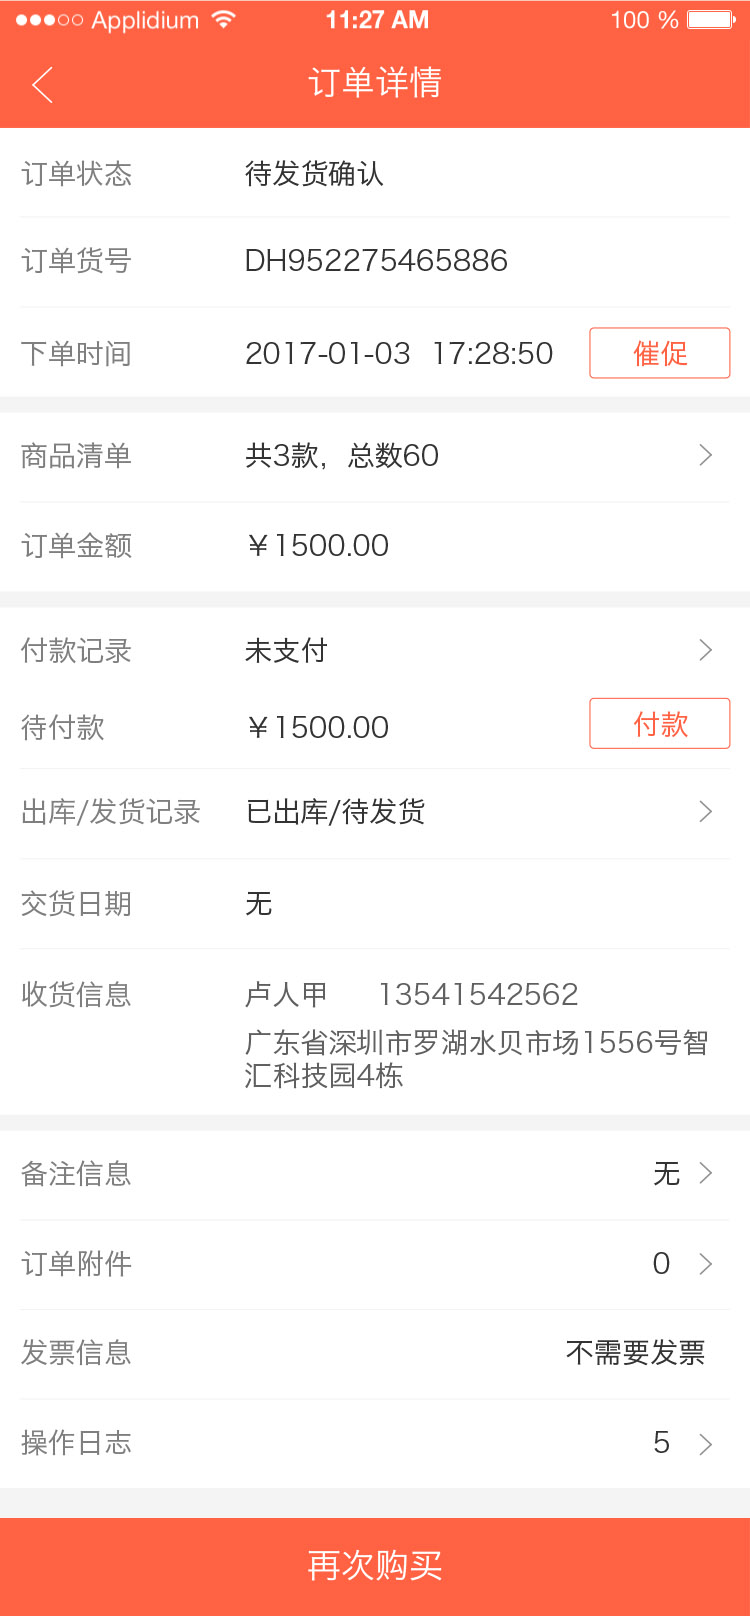 Applidium 11:27 AM 100 %
订单详情
订单状态 待发货确认
订单货号 DH952275465886
下单时间 2017-01-03 17:28:50 催促
商品清单 共3款，总数60
订单金额 ￥1500.00
付款记录 未支付
待付款 ￥1500.00 付款
出库/发货记录 已出库/待发货
交货日期 无
收货信息 卢人甲 13541542562
广东省深圳市罗湖水贝市场1556号智
汇科技园4栋
备注信息 无
订单附件 0
发票信息 不需要发票
操作日志 5
再次购买